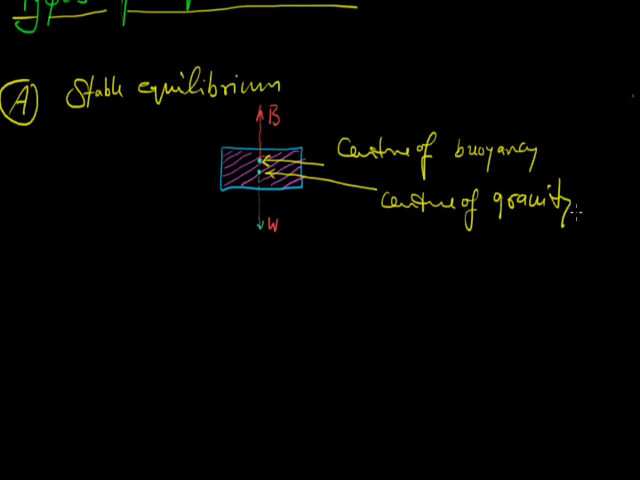 A Stable equilibrium
B
Centre of buoyancy
Centre of gravity
W